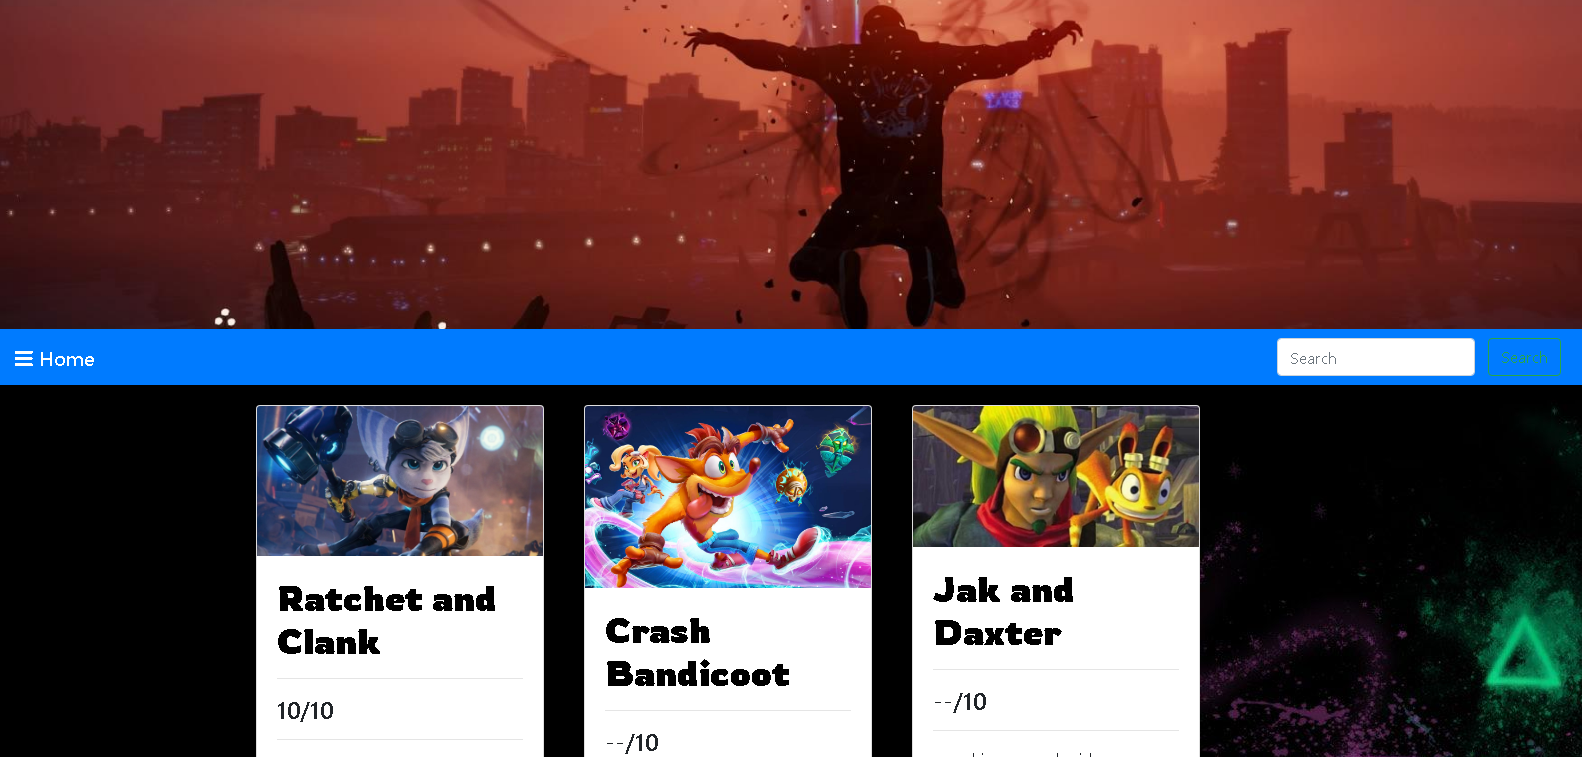 Home
Search
Search
Ratchet and
Clank
10/10
Crash
Bandicoot
--/10
Jak and
Daxter
--/10